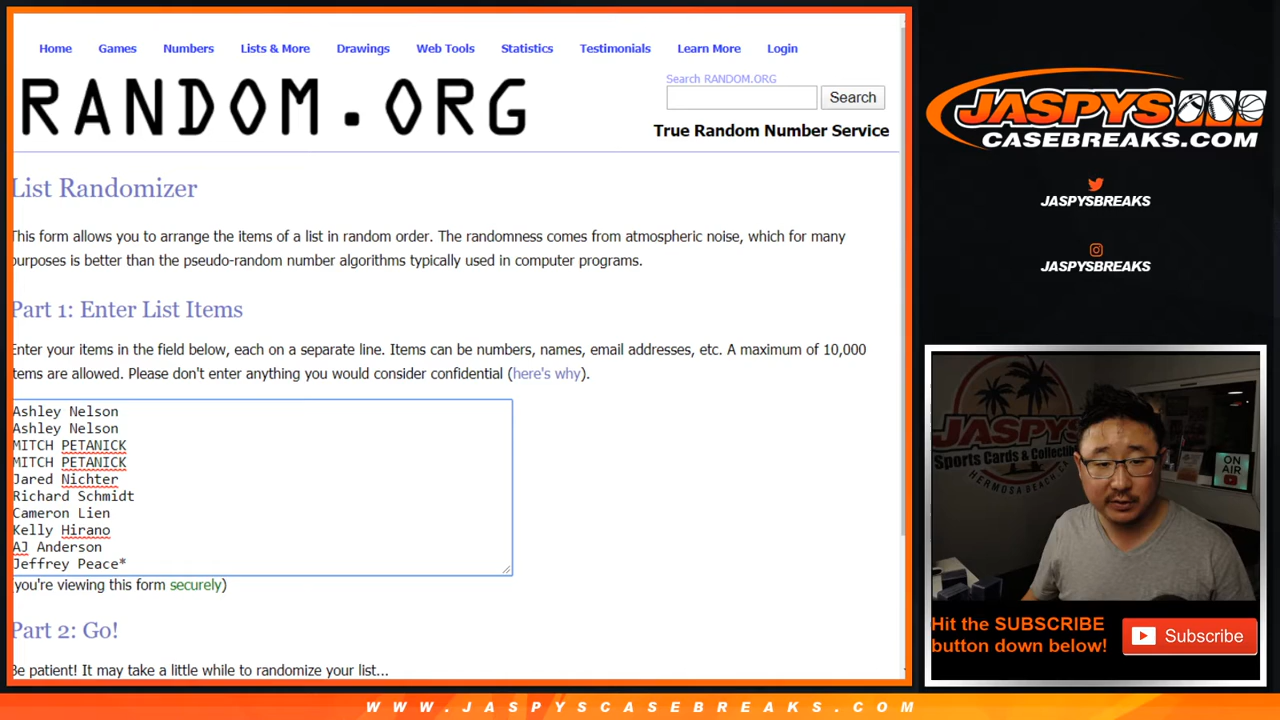 Home Games Numbers Lists & More Drawings Web Tools Statistics Testimonials Learn More Login
RANDOM.ORG
Search RANDOM.ORG
Search
True Random Number Service
List Randomizer
This form allows you to arrange the items of a list in random order. The randomness comes from atmospheric noise, which for many
purposes is better than the pseudo-random number algorithms typically used in computer programs.
Part 1: Enter List Items
Enter your items in the field below, each on a separate line. Items can be numbers, names, email addresses, etc. A maximum of 10,000
items are allowed. Please don't enter anything you would consider confidential (here's why).
Ashley Nelson
Ashley Nelson
MITCH PETANICK
MITCH PETANICK
Jared Nichter
Richard Schmidt
Cameron Lien
Kelly Hirano
AJ Anderson
Jeffrey Peace*
(you're viewing this form securely)
Part 2: Go!
Be patient! It may take a little while to randomize your list...
JASPYS
CASEBREAKS.COM
JASPYSBREAKS
JASPYSBREAKS
JASPYS
Sports Cards & Collectibles
HERMOSA BEACH, CA
ON
AIR
Hit the SUBSCRIBE
button down below!
Subscribe
WWW.JASPYSCASEBREAKS.COM